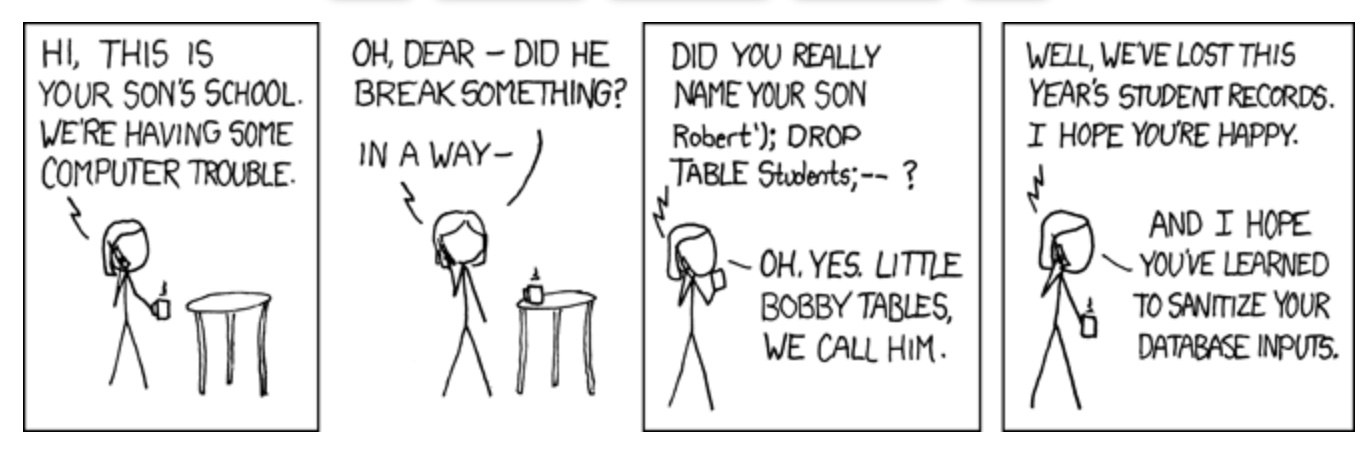 HI, THIS IS
YOUR SON'S SCHOOL.
WE'RE HAVING SOME
COMPUTER TROUBLE.
OH, DEAR – DID HE
BREAK SOMETHING?
IN A WAY–
DID YOU REALLY
NAME YOUR SON
Robert'); DROP
TABLE Students;-- ?
OH, YES. LITTLE
BOBBY TABLES,
WE CALL HIM.
WELL, WE'VE LOST THIS
YEAR'S STUDENT RECORDS.
I HOPE YOU'RE HAPPY.
AND I HOPE
YOU'VE LEARNED
TO SANITIZE YOUR
DATABASE INPUTS.